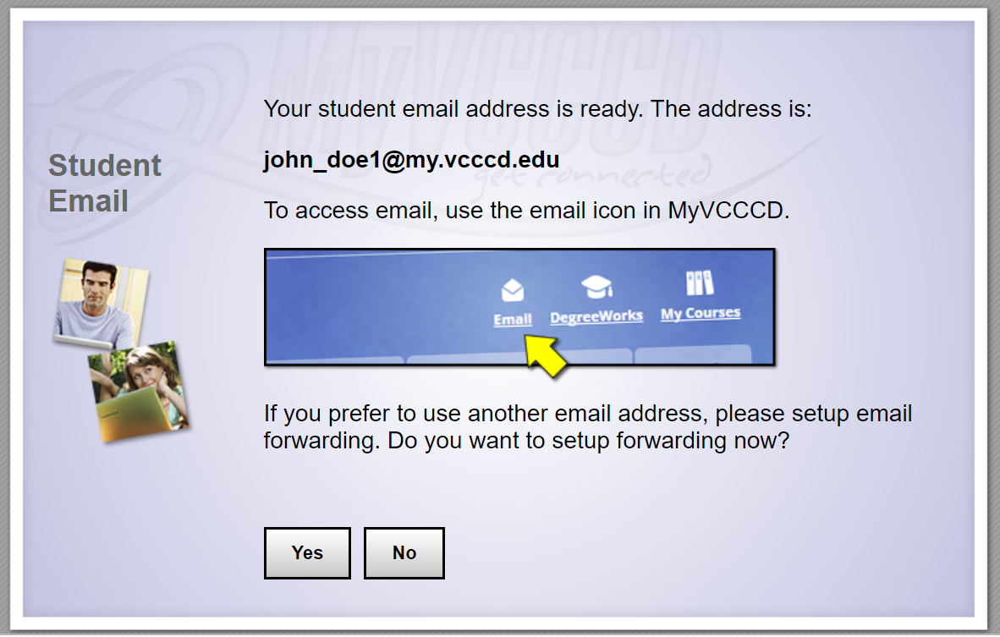 MyVCCCD
get connected
Your student email address is ready. The address is:
john_doe1@my.vcccd.edu
Student
Email
To access email, use the email icon in MyVCCCD.
Email DegreeWorks My Courses
If you prefer to use another email address, please setup email
forwarding. Do you want to setup forwarding now?
Yes No